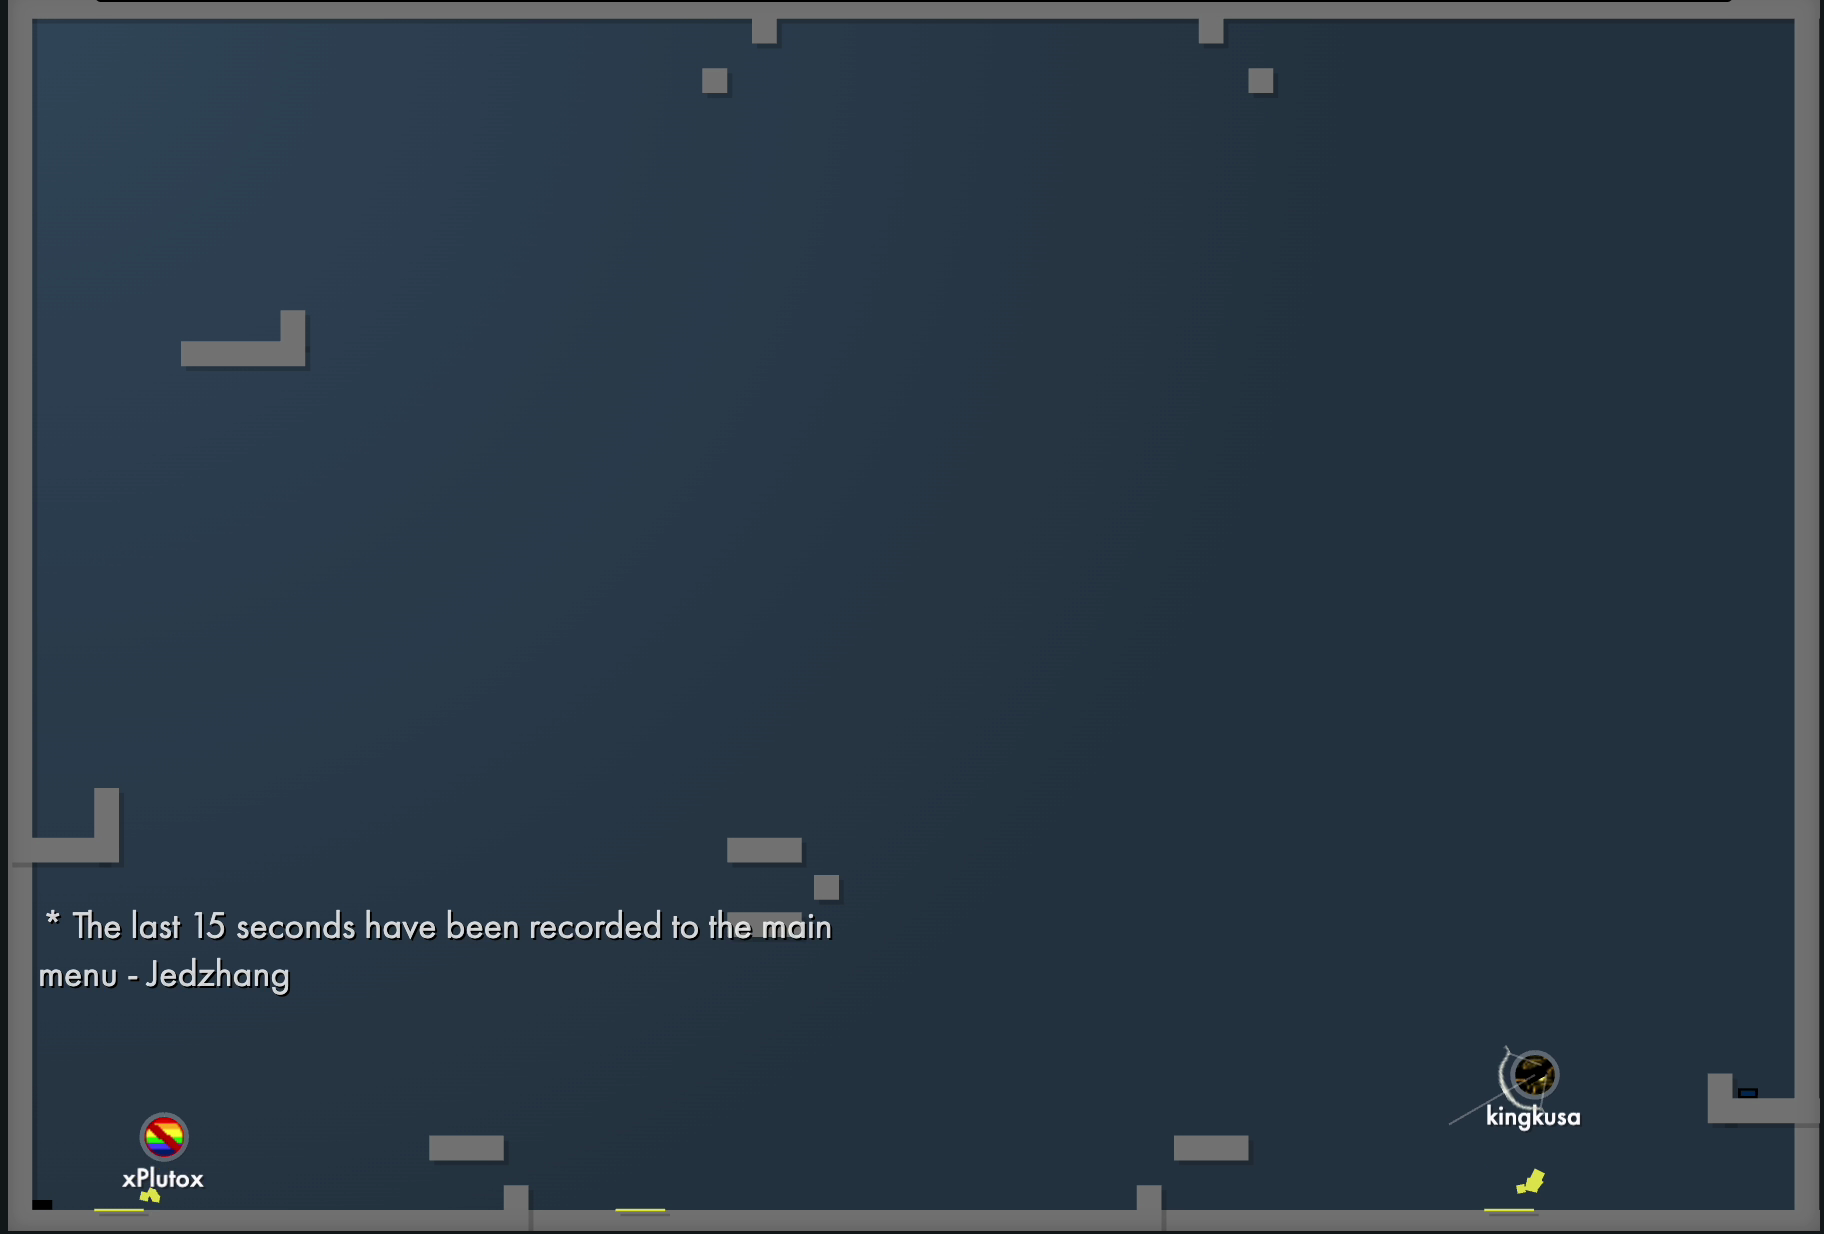 * The last 15 seconds have been recorded to the main
menu - Jedzhang
kingkusa
xPlutox